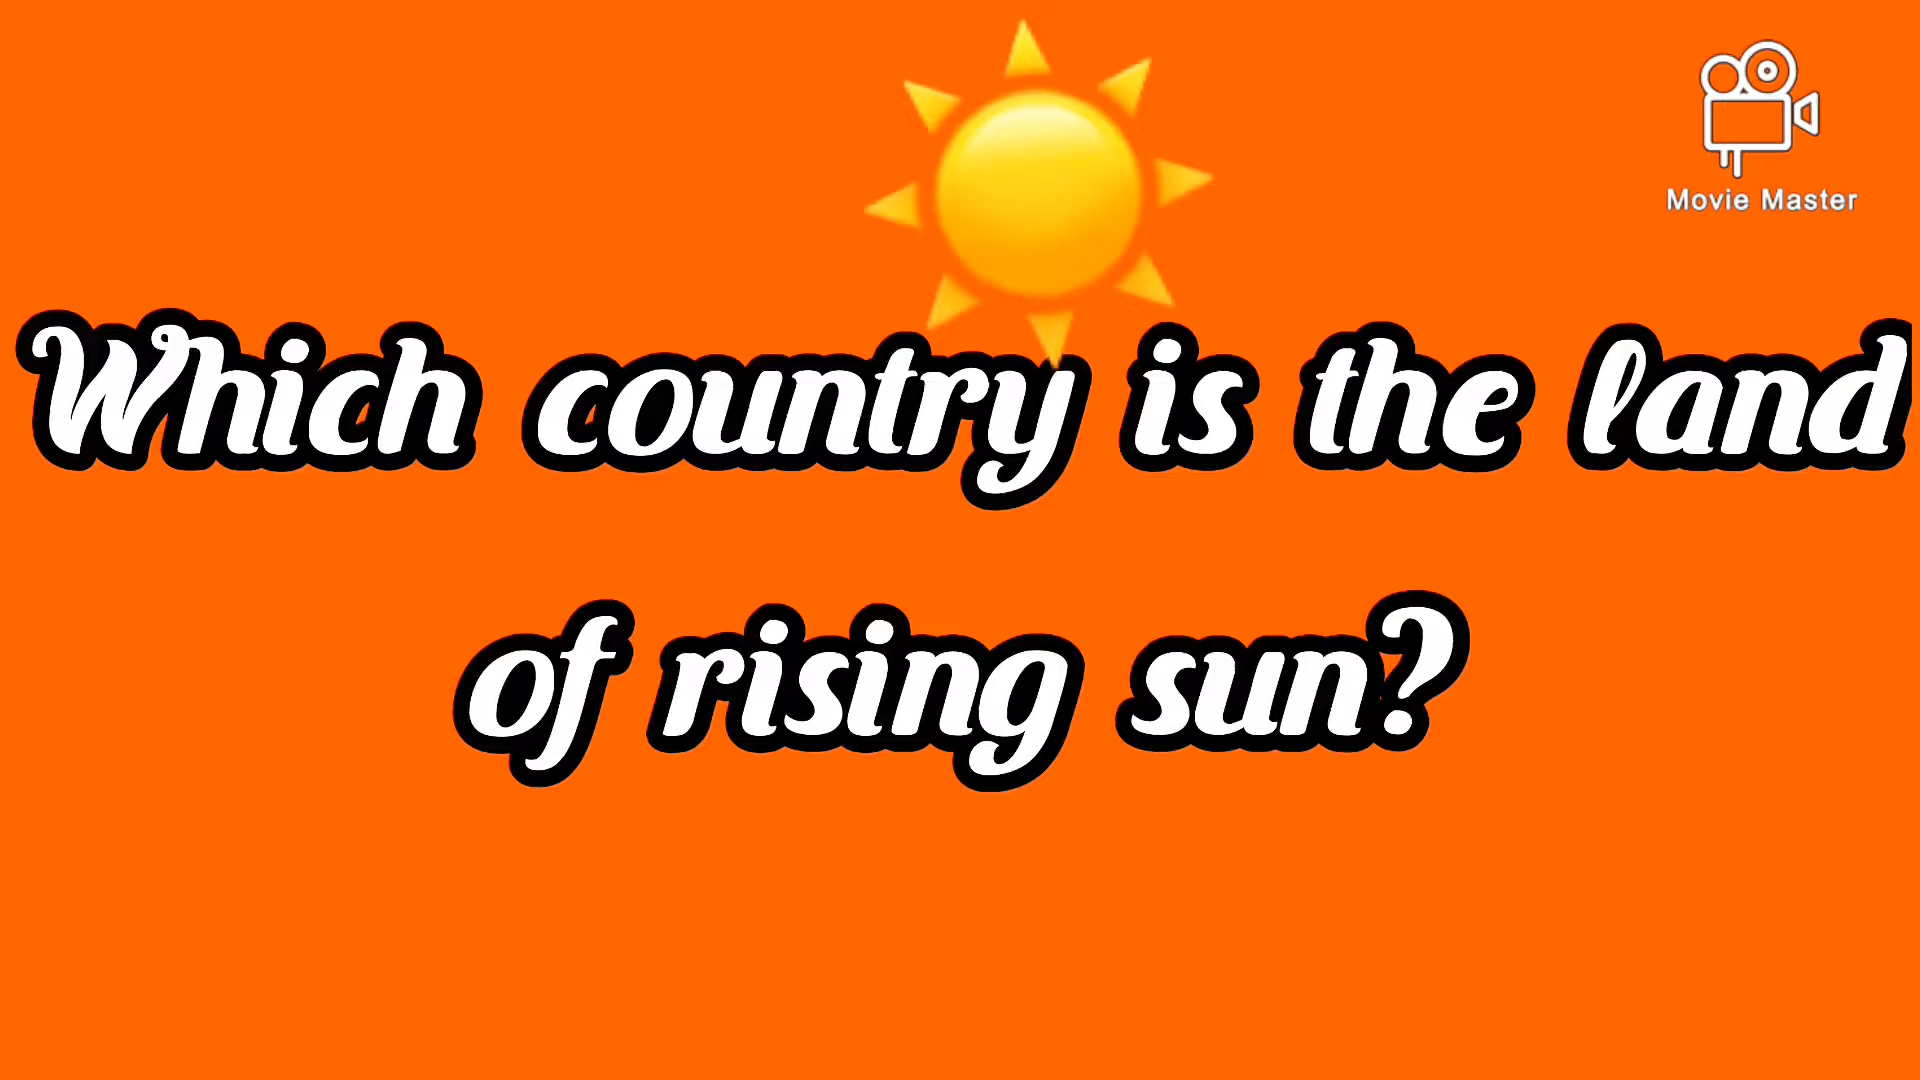 Movie Master
Which country is the land
of rising sun?